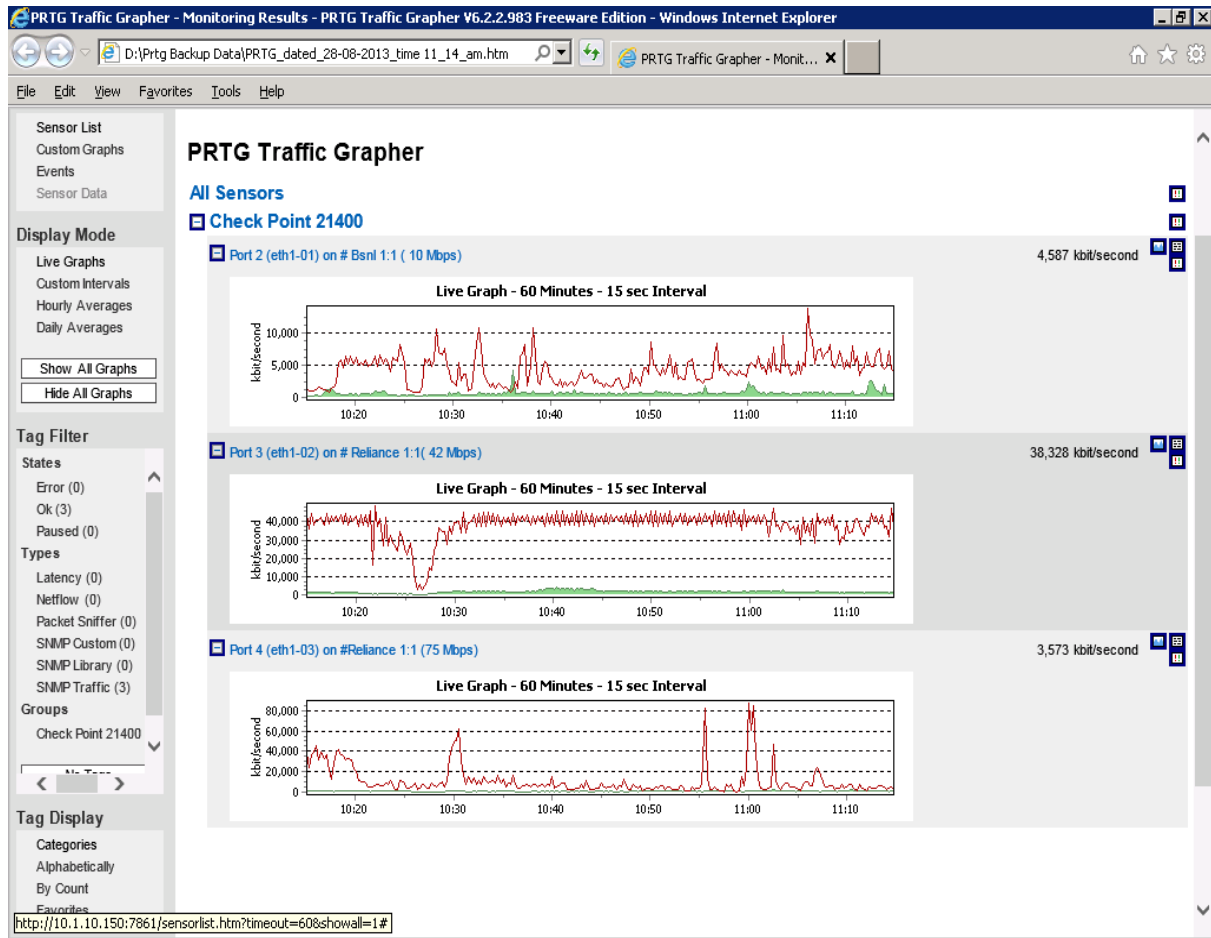 PRTG Traffic Grapher - Monitoring Results - PRTG Traffic Grapher V6.2.2.983 Freeware Edition - Windows Internet Explorer
D:\Prtg Backup Data\PRTG_dated_28-08-2013_time 11_14_am.htm
PRTG Traffic Grapher - Monit...
File Edit View Favorites Tools Help
Sensor List
Custom Graphs
Events
Sensor Data
Display Mode
Live Graphs
Custom Intervals
Hourly Averages
Daily Averages
Show All Graphs
Hide All Graphs
Tag Filter
States
Error (0)
Ok (3)
Paused (0)
Types
Latency (0)
Netflow (0)
Packet Sniffer (0)
SNMP Custom (0)
SNMP Library (0)
SNMP Traffic (3)
Groups
Check Point 21400
No Tags
Tag Display
Categories
Alphabetically
By Count
Favorites
http://10.1.10.150:7861/sensorlist.htm?timeout=60&showall=1#
PRTG Traffic Grapher
All Sensors
Check Point 21400
Port 2 (eth1-01) on # Bsnl 1:1 ( 10 Mbps)
4,587 kbit/second
Live Graph - 60 Minutes - 15 sec Interval
kbit/second
10,000
5,000
0
10:20 10:30 10:40 10:50 11:00 11:10
Port 3 (eth1-02) on # Reliance 1:1( 42 Mbps)
38,328 kbit/second
Live Graph - 60 Minutes - 15 sec Interval
kbit/second
40,000
30,000
20,000
10,000
0
10:20 10:30 10:40 10:50 11:00 11:10
Port 4 (eth1-03) on #Reliance 1:1 (75 Mbps)
3,573 kbit/second
Live Graph - 60 Minutes - 15 sec Interval
kbit/second
80,000
60,000
40,000
20,000
0
10:20 10:30 10:40 10:50 11:00 11:10